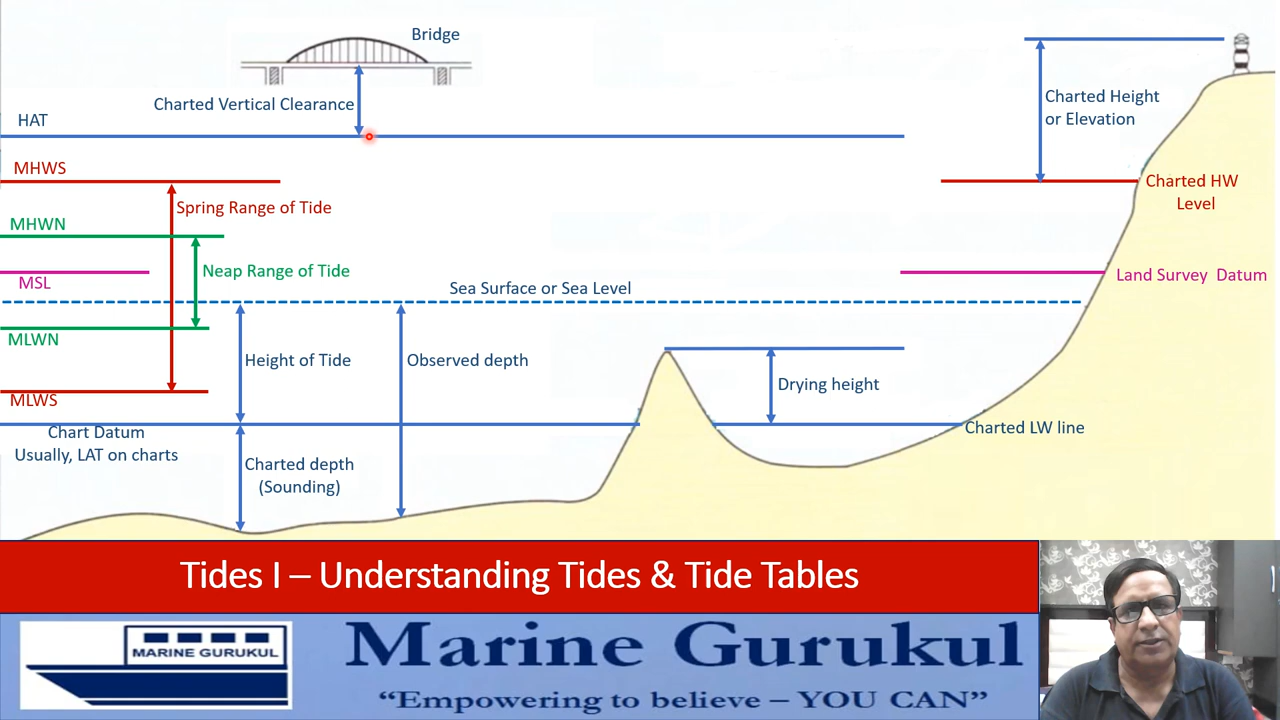 Bridge
Charted Vertical Clearance
Charted Height
or Elevation
HAT
MHWS
Charted HW
Level
Spring Range of Tide
MHWN
Neap Range of Tide
MSL
Land Survey Datum
Sea Surface or Sea Level
MLWN
Height of Tide
Observed depth
Drying height
MLWS
Chart Datum
Usually, LAT on charts
Charted LW line
Charted depth
(Sounding)
Tides I – Understanding Tides & Tide Tables
MARINE GURUKUL
Marine Gurukul
“Empowering to believe – YOU CAN”